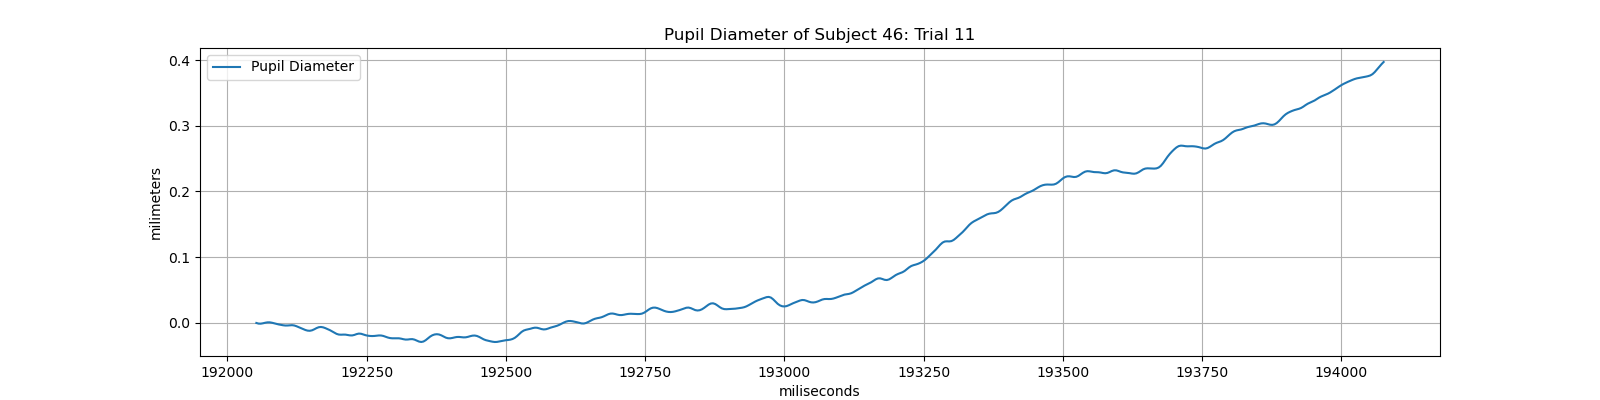 Pupil Diameter of Subject 46: Trial 11
Pupil Diameter
0.4
0.3
0.2
0.1
0.0
milimeters
192000 192250 192500 192750 193000 193250 193500 193750 194000
miliseconds